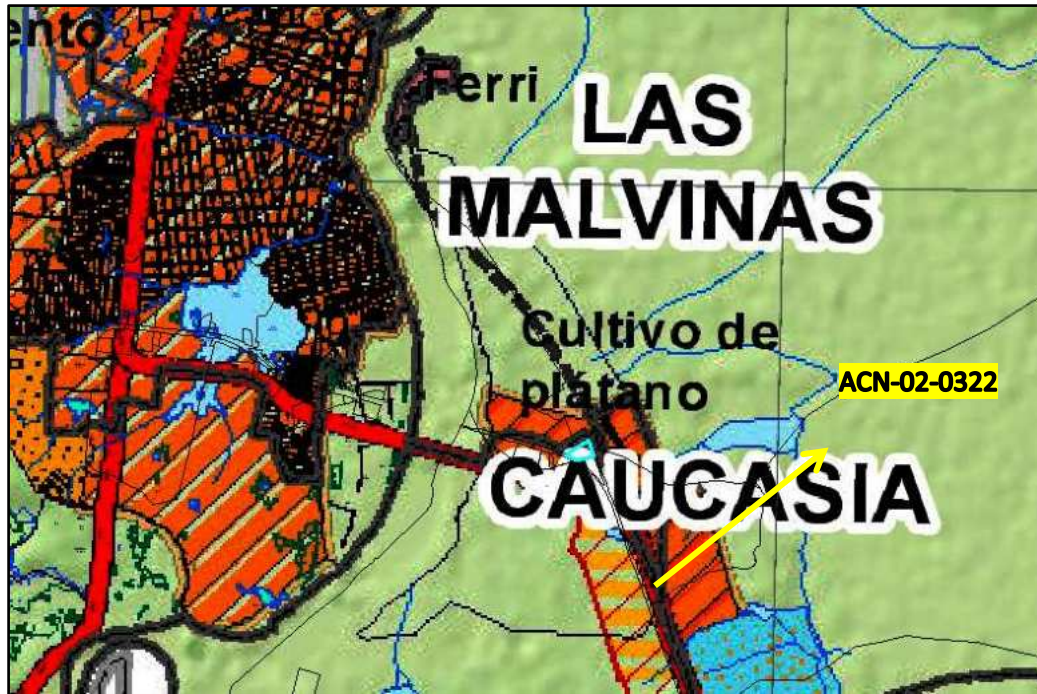 ento
Ferri
LAS
MALVINAS
Cultivo de
plátano
ACN-02-0322
CAUCASIA